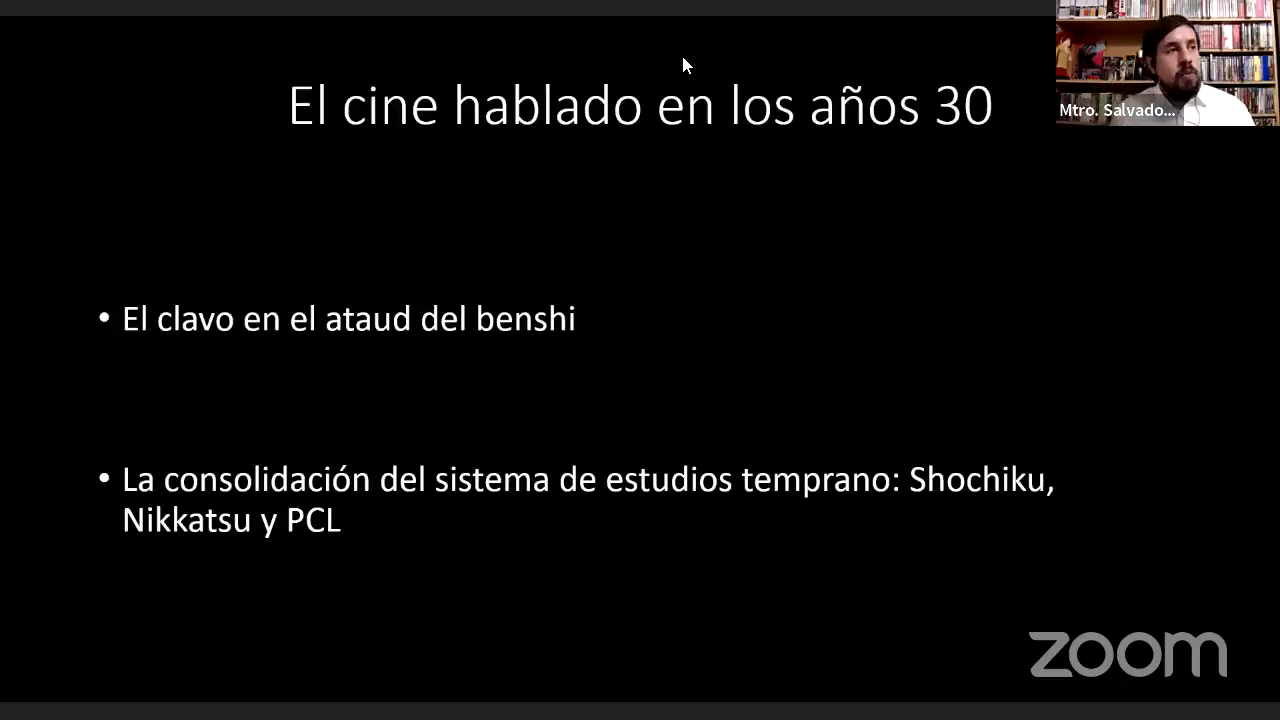 El cine hablado en los años 30
Mtro. Salvado...
• El clavo en el ataud del benshi
• La consolidación del sistema de estudios temprano: Shochiku,
Nikkatsu y PCL
zoom